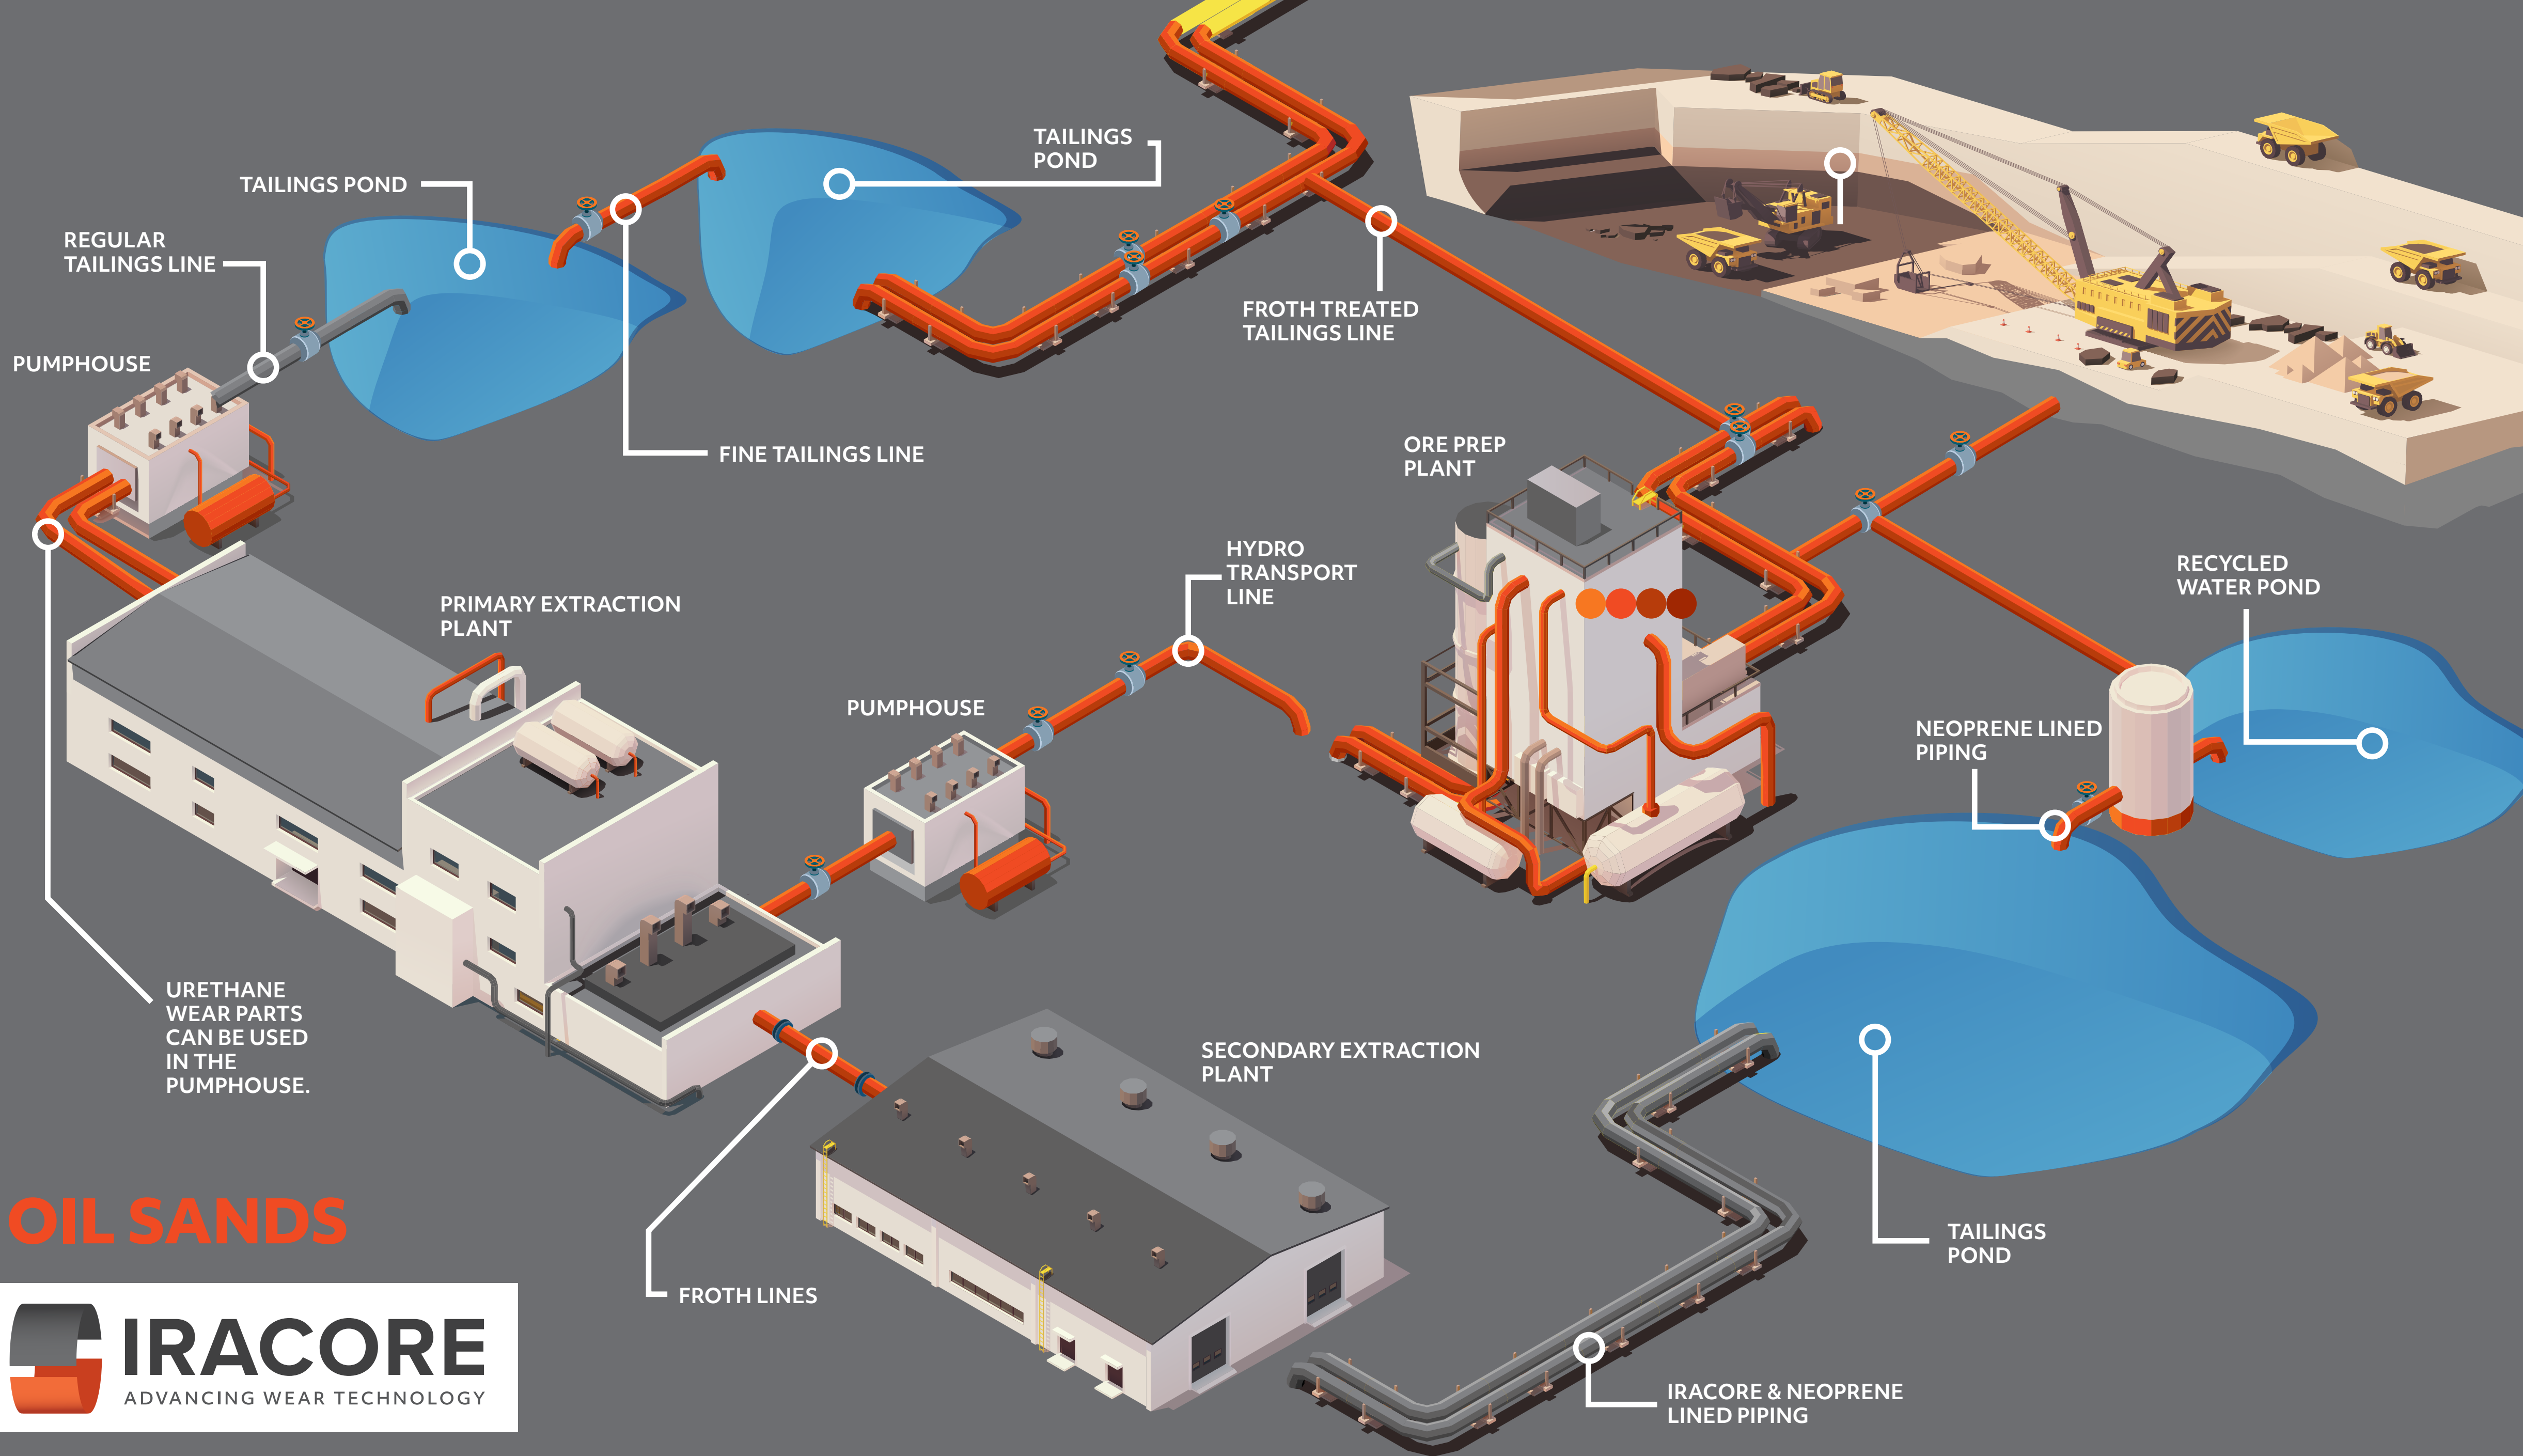 TAILINGS
POND
TAILINGS POND
REGULAR
TAILINGS LINE
PUMPHOUSE
FROTH TREATED
TAILINGS LINE
FINE TAILINGS LINE
ORE PREP
PLANT
HYDRO
TRANSPORT
LINE
RECYCLED
WATER POND
PRIMARY EXTRACTION
PLANT
PUMPHOUSE
NEOPRENE LINED
PIPING
URETHANE
WEAR PARTS
CAN BE USED
IN THE
PUMPHOUSE.
SECONDARY EXTRACTION
PLANT
TAILINGS
POND
FROTH LINES
IRACORE & NEOPRENE
LINED PIPING
OIL SANDS
IRACORE
ADVANCING WEAR TECHNOLOGY